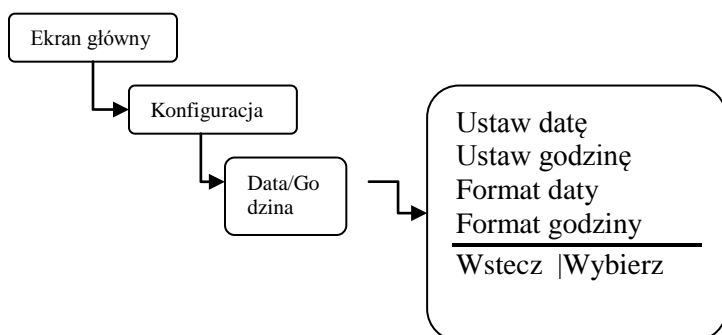 Ekran główny
Konfiguracja
Data/Go
dzina
Ustaw datę
Ustaw godzinę
Format daty
Format godziny
Wstecz |Wybierz